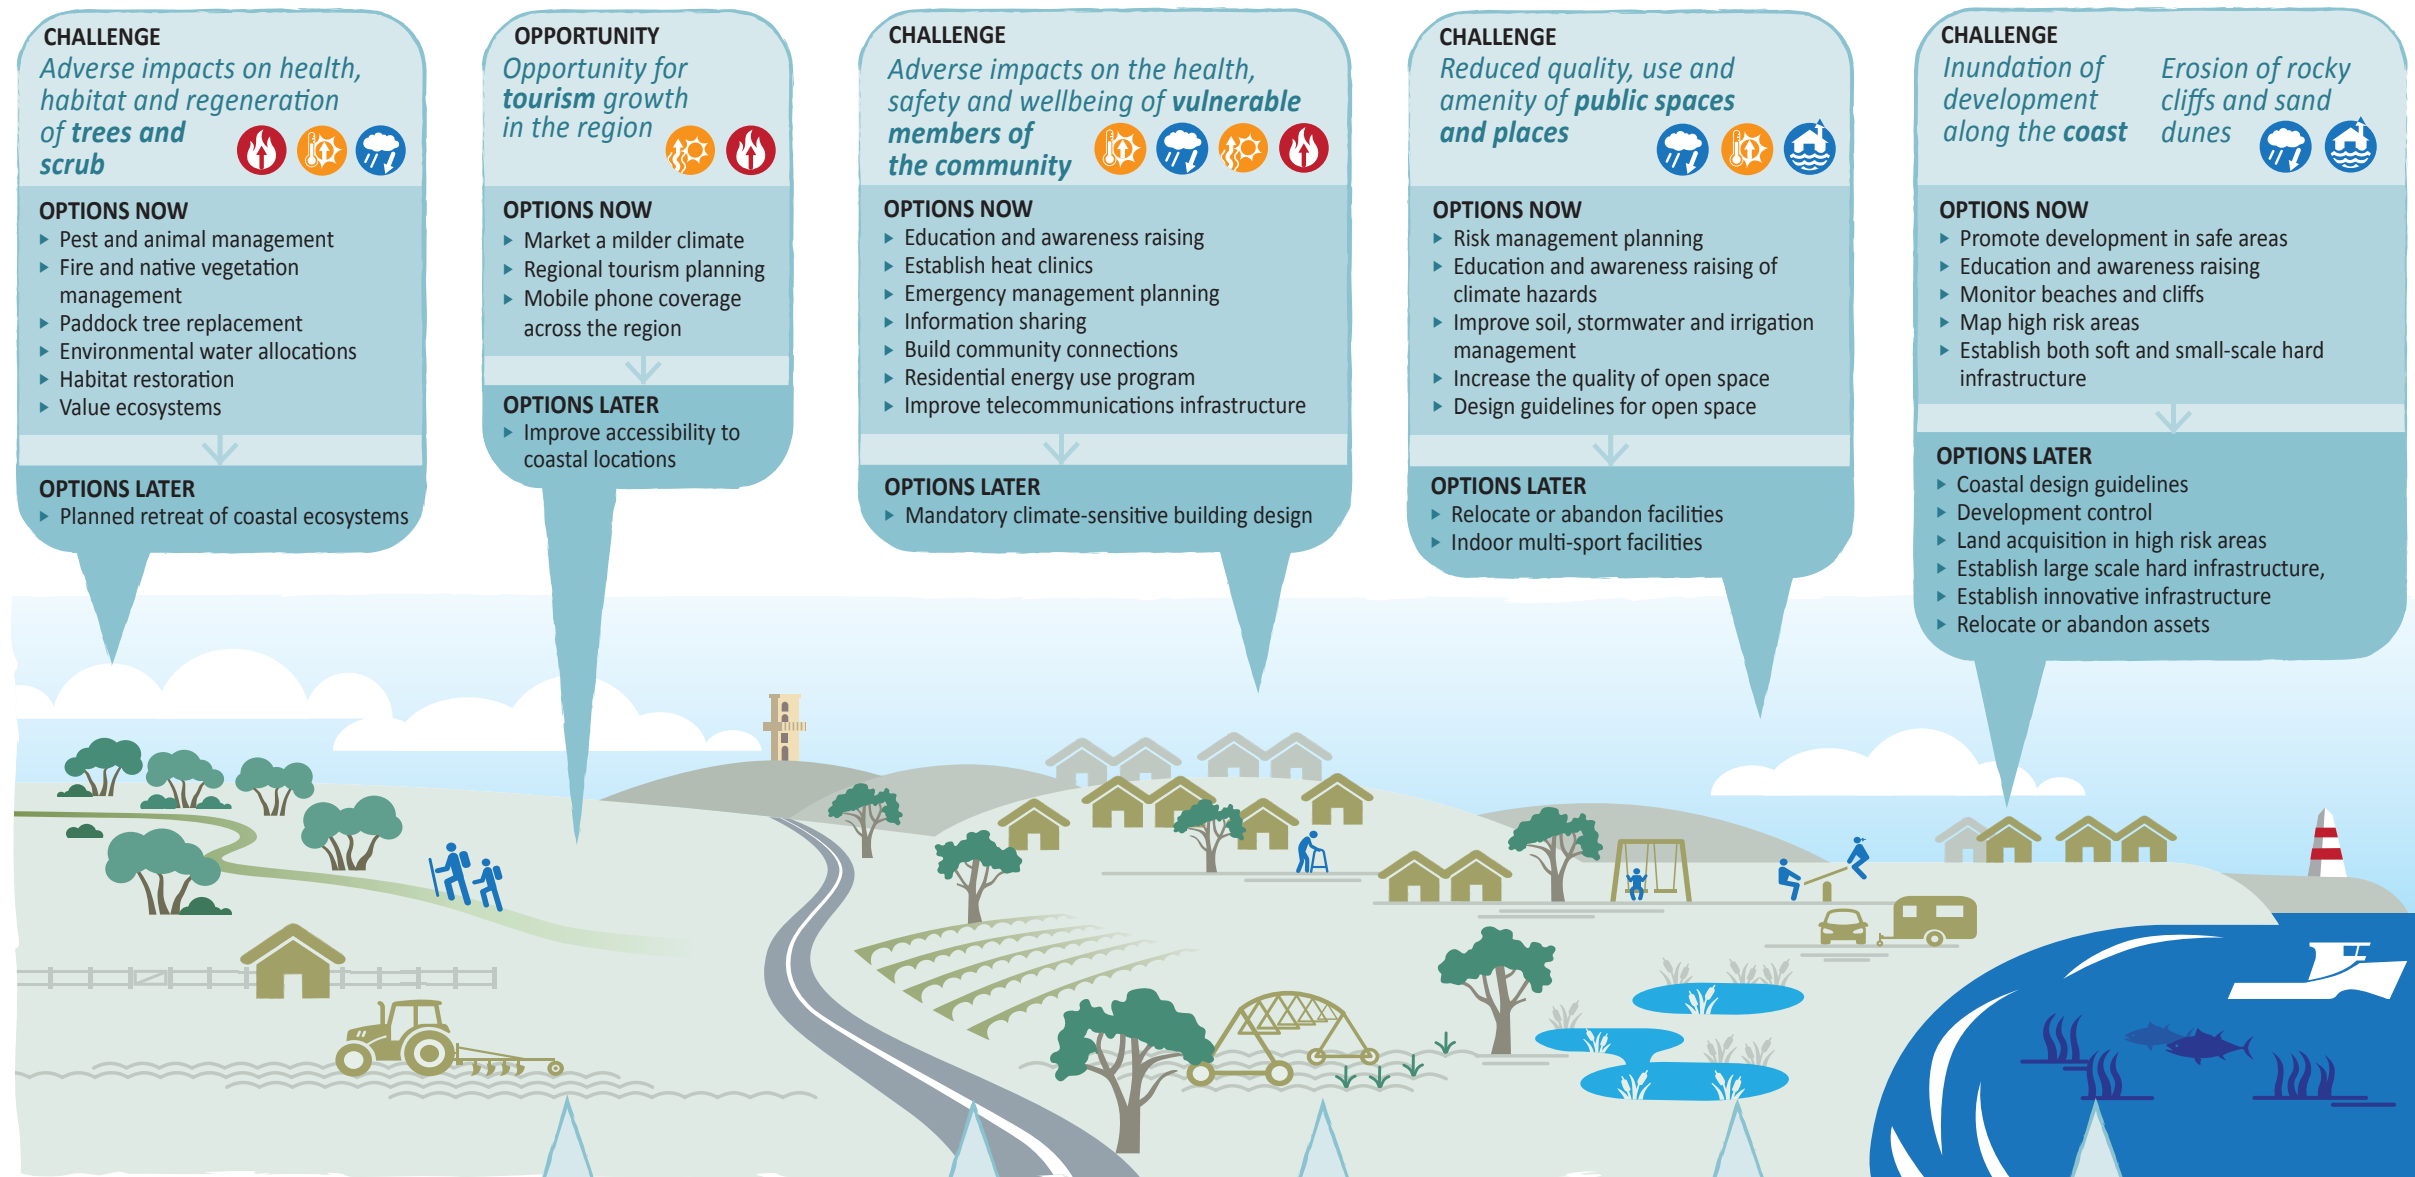 CHALLENGE
Adverse impacts on health,
habitat and regeneration
of trees and
scrub
OPTIONS NOW
Pest and animal management
Fire and native vegetation
management
Paddock tree replacement
Environmental water allocations
Habitat restoration
Value ecosystems
OPTIONS LATER
Planned retreat of coastal ecosystems
OPPORTUNITY
Opportunity for
tourism growth
in the region
OPTIONS NOW
Market a milder climate
Regional tourism planning
Mobile phone coverage
across the region
OPTIONS LATER
Improve accessibility to
coastal locations
CHALLENGE
Adverse impacts on the health,
safety and wellbeing of vulnerable
members of
the community
OPTIONS NOW
Education and awareness raising
Establish heat clinics
Emergency management planning
Information sharing
Build community connections
Residential energy use program
Improve telecommunications infrastructure
OPTIONS LATER
Mandatory climate-sensitive building design
CHALLENGE
Reduced quality, use and
amenity of public spaces
and places
OPTIONS NOW
Risk management planning
Education and awareness raising of
climate hazards
Improve soil, stormwater and irrigation
management
Increase the quality of open space
Design guidelines for open space
OPTIONS LATER
Relocate or abandon facilities
Indoor multi-sport facilities
CHALLENGE
Inundation of
development
along the coast
Erosion of rocky
cliffs and sand
dunes
OPTIONS NOW
Promote development in safe areas
Education and awareness raising
Monitor beaches and cliffs
Map high risk areas
Establish both soft and small-scale hard
infrastructure
OPTIONS LATER
Coastal design guidelines
Development control
Land acquisition in high risk areas
Establish large scale hard infrastructure,
Establish innovative infrastructure
Relocate or abandon assets